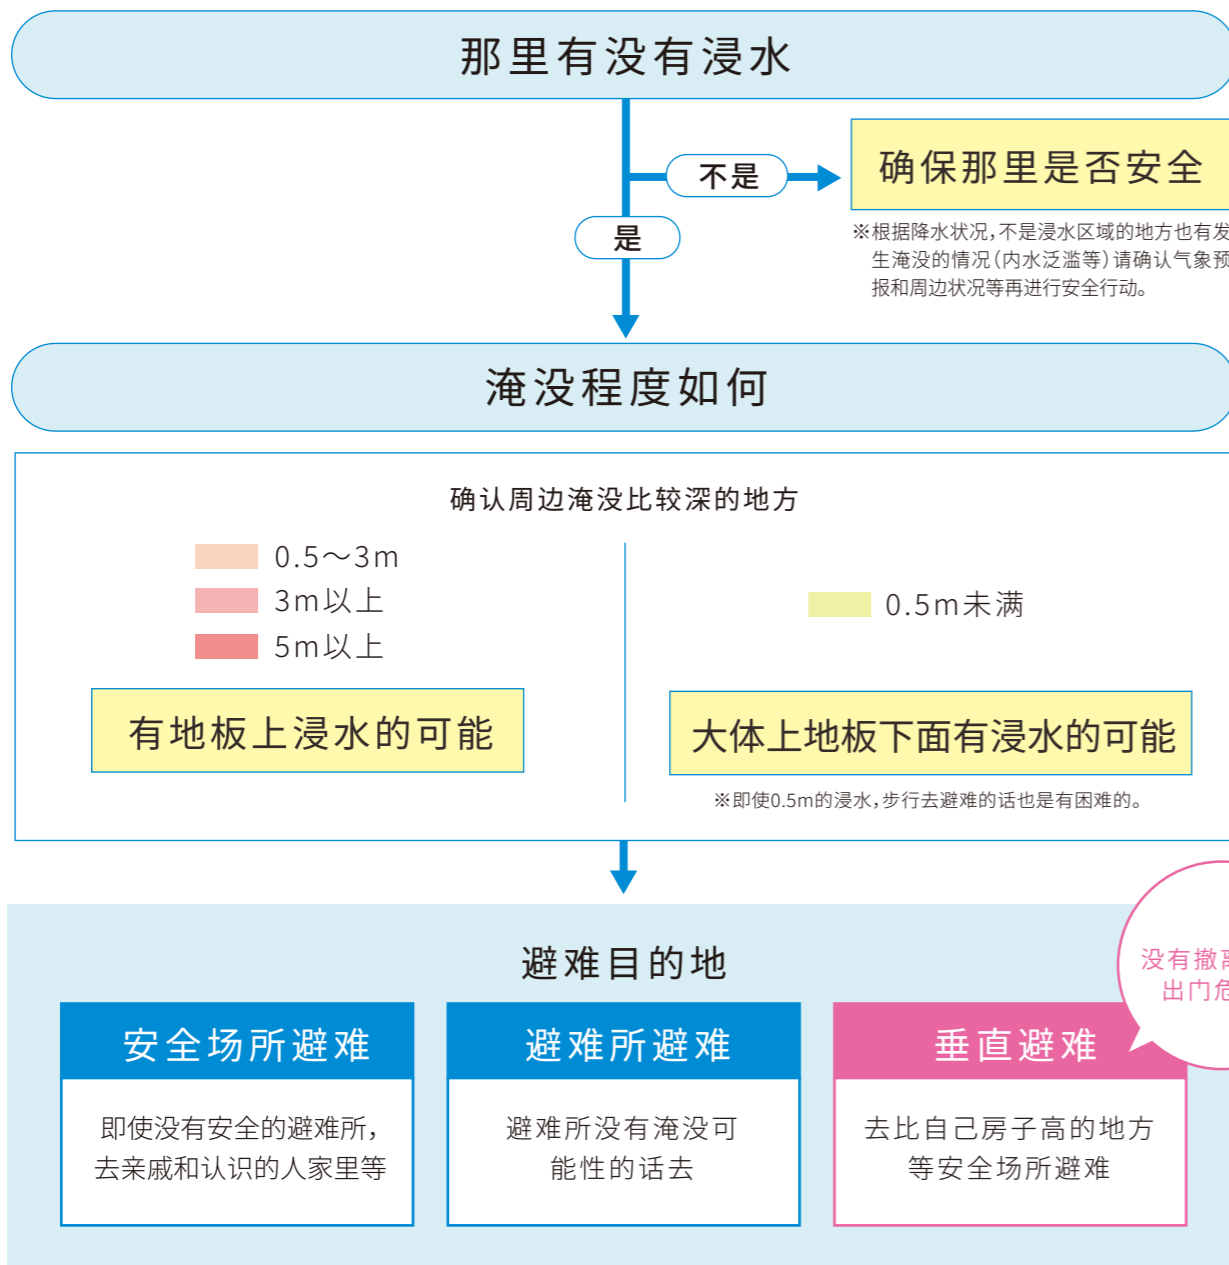 那里有没有浸水
不是
确保那里是否安全
※根据降水状况，不是浸水区域的地方也有发
生淹没的情况（内水泛滥等）请确认气象预
报和周边状况等再进行安全行动。
是
淹没程度如何
确认周边淹没比较深的地方
0.5～3m
3m以上
5m以上
有地板上浸水的可能
0.5m未满
大体上地板下面有浸水的可能
※即使0.5m的浸水，步行去避难的话也是有困难的。
避难目的地
没有撤离
出门危
安全场所避难
即使没有安全的避难所，
去亲戚和认识的人家里等
避难所避难
避难所没有淹没可
能性的话去
垂直避难
去比自己房子高的地方
等安全场所避难